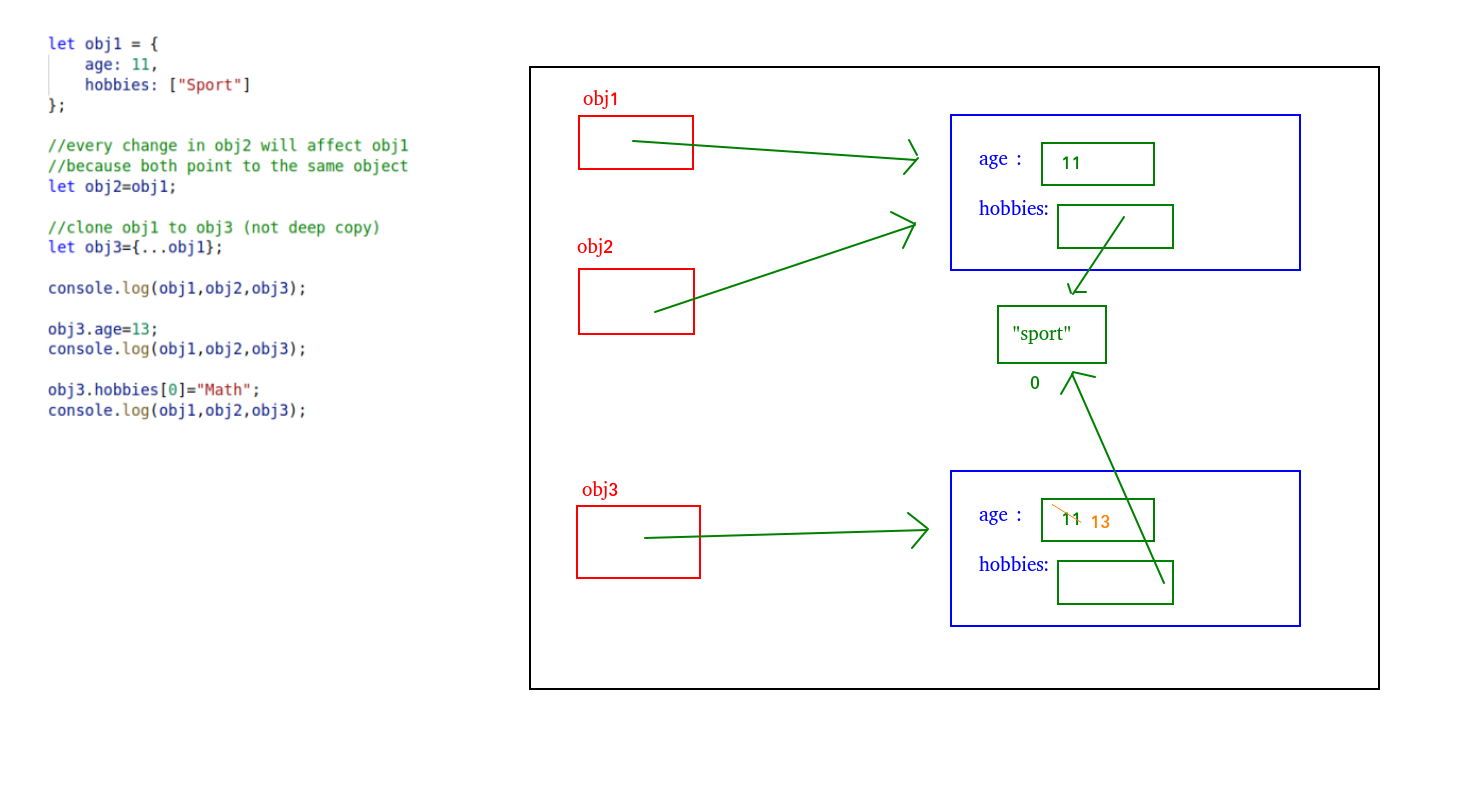 let obj1 = {
    age: 11,
    hobbies: ["Sport"]
};

//every change in obj2 will affect obj1
//because both point to the same object
let obj2=obj1;

//clone obj1 to obj3 (not deep copy)
let obj3={...obj1};

console.log(obj1,obj2,obj3);

obj3.age=13;
console.log(obj1,obj2,obj3);

obj3.hobbies[0]="Math";
console.log(obj1,obj2,obj3);

obj1
age : 11
hobbies:
obj2
"sport"
0
obj3
age : 11 13
hobbies: